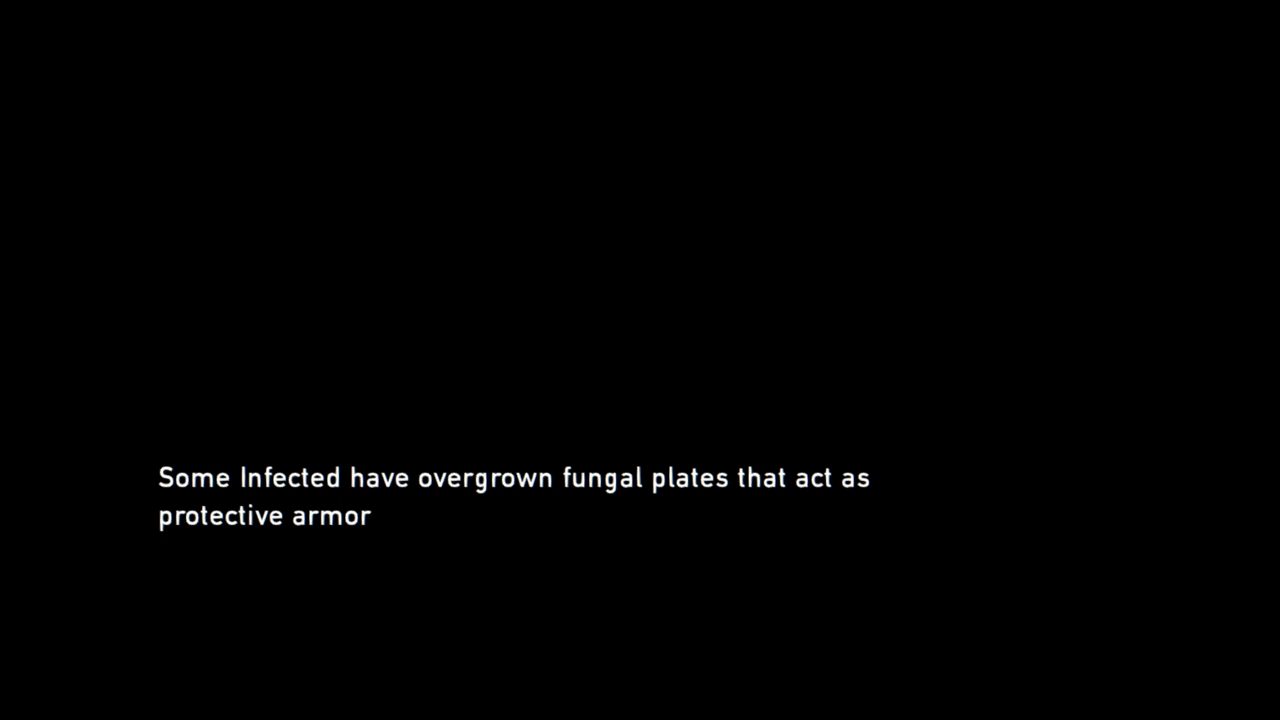 Some Infected have overgrown fungal plates that act as
protective armor